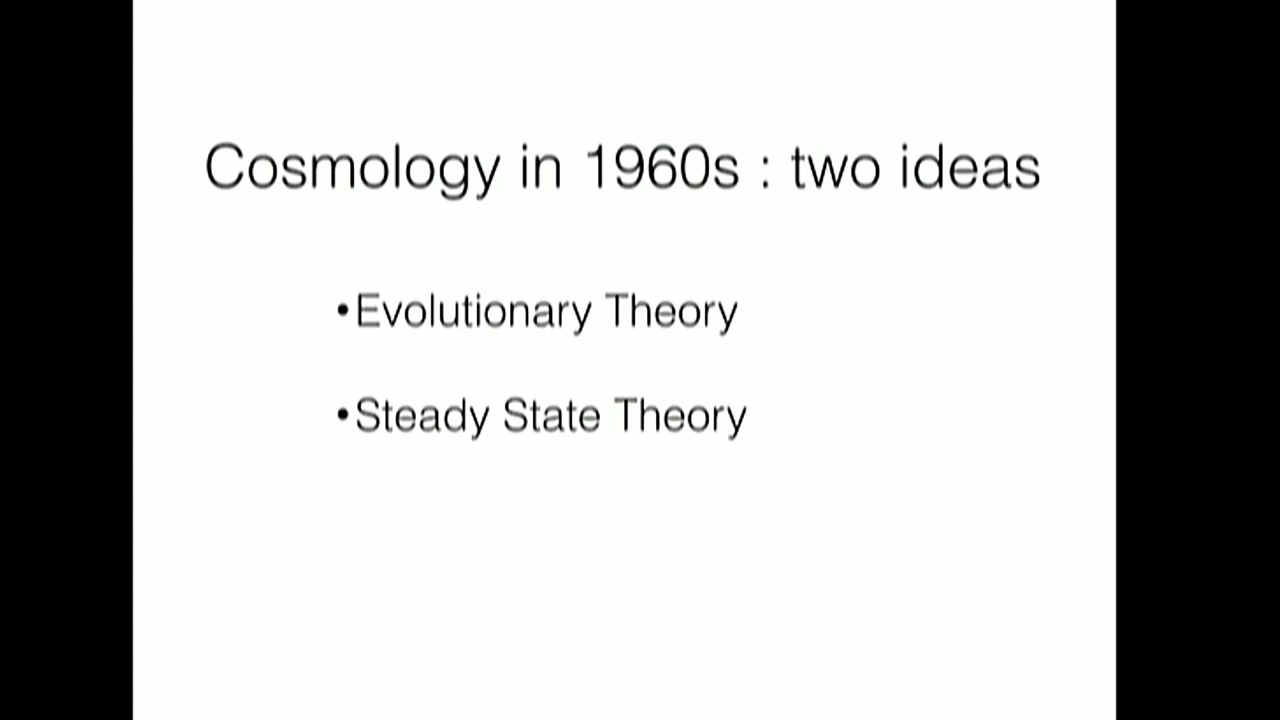 Cosmology in 1960s : two ideas
•Evolutionary Theory
•Steady State Theory